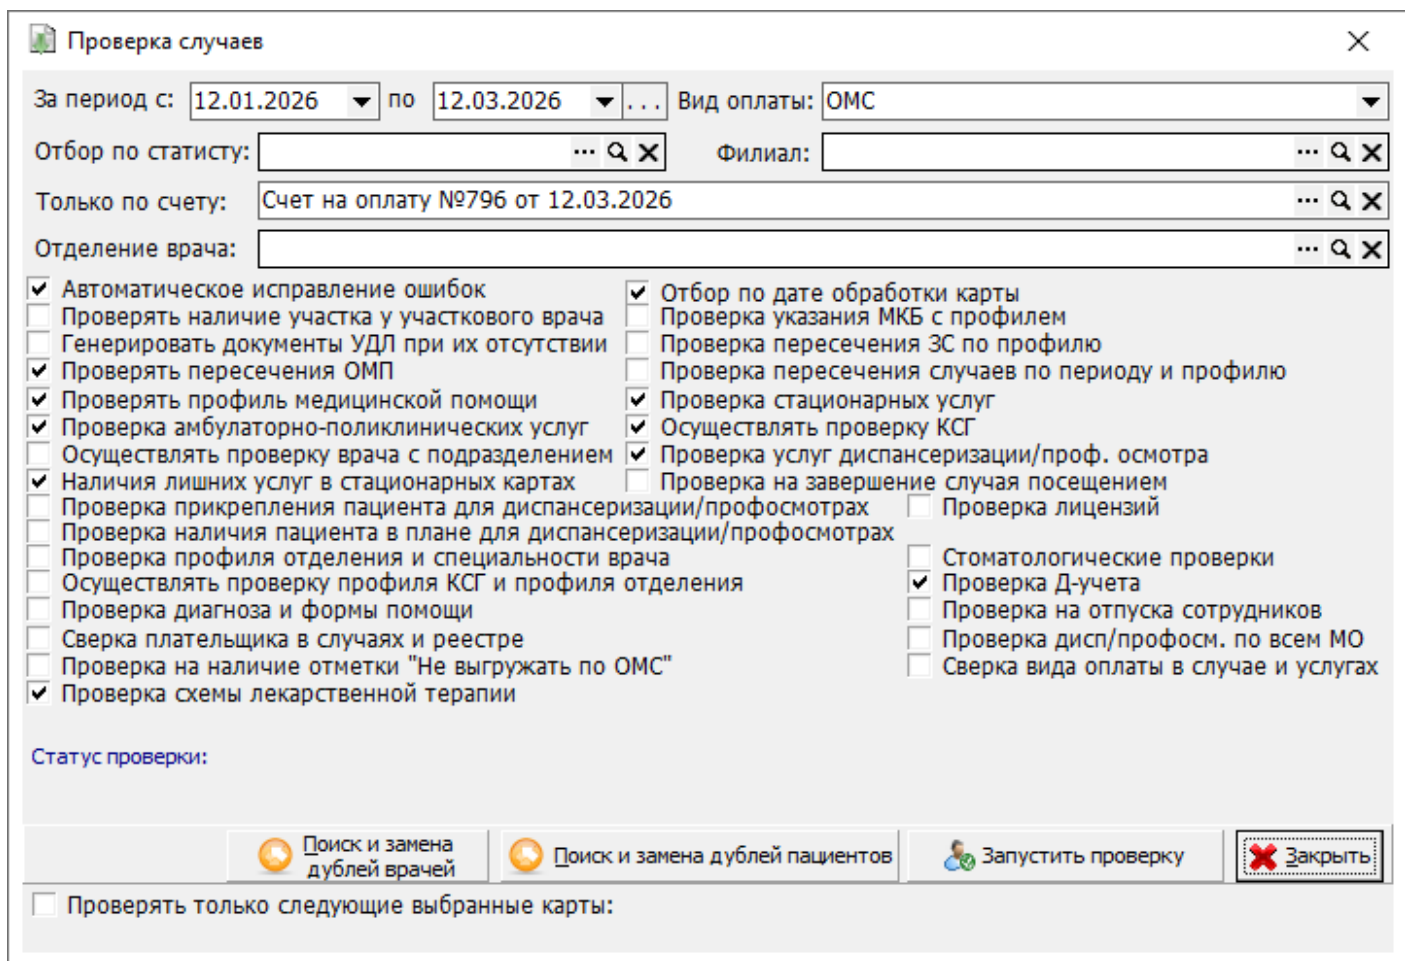 Проверка случаев
За период с: 12.01.2026 по 12.03.2026 ... Вид оплаты: ОМС
Отбор по статисту: Филиал:
Только по счету: Счет на оплату №796 от 12.03.2026
Отделение врача:
Автоматическое исправление ошибок Отбор по дате обработки карты
Проверять наличие участка у участкового врача Проверка указания МКБ с профилем
Генерировать документы УДЛ при их отсутствии Проверка пересечения ЗС по профилю
Проверять пересечения ОМП Проверка пересечения случаев по периоду и профилю
Проверять профиль медицинской помощи Проверка стационарных услуг
Проверка амбулаторно-поликлинических услуг Осуществлять проверку КСГ
Осуществлять проверку врача с подразделением Проверка услуг диспансеризации/проф. осмотра
Наличия лишних услуг в стационарных картах Проверка на завершение случая посещением
Проверка прикрепления пациента для диспансеризации/профосмотрах Проверка лицензий
Проверка наличия пациента в плане для диспансеризации/профосмотрах
Проверка профиля отделения и специальности врача Стоматологические проверки
Осуществлять проверку профиля КСГ и профиля отделения Проверка Д-учета
Проверка диагноза и формы помощи Проверка на отпуска сотрудников
Сверка плательщика в случаях и реестре Проверка дисп/профосм. по всем МО
Проверка на наличие отметки "Не выгружать по ОМС" Сверка вида оплаты в случае и услугах
Проверка схемы лекарственной терапии
Статус проверки:
Поиск и замена
дублей врачей
Поиск и замена дублей пациентов
Запустить проверку
Закрыть
Проверять только следующие выбранные карты: